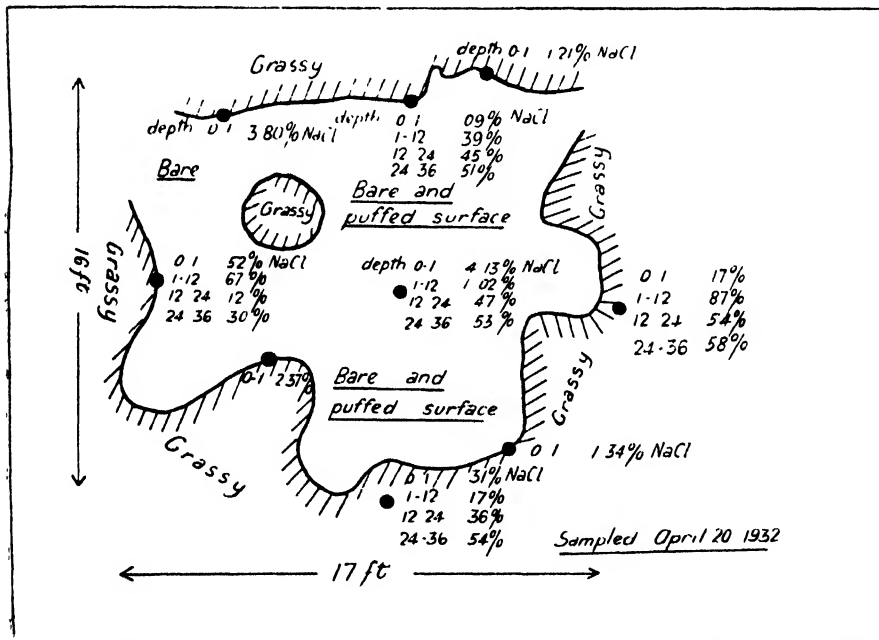 depth 0·1 1·21% NaCl
Grassy
depth 0·1 3·80% NaCl
depth 0·1 ·09% NaCl
1-12 ·39%
12·24 ·45%
24·36 ·51%
Bare
Grassy
Bare and
puffed surface
Grassy
16 ft
Grassy
0·1 ·52% NaCl
1-12 ·67%
12·24 ·12%
24·36 ·30%
depth 0·1 4·13% NaCl
1-12 1·02%
12·24 ·47%
24·36 ·53%
0·1 ·17%
1-12 ·87%
12·24 ·54%
24·36 ·58%
0·1 2·37%
Bare and
puffed surface
Grassy
Grassy
0·1 1·34% NaCl
0·1 ·31% NaCl
1-12 ·17%
12·24 ·36%
24·36 ·54%
Sampled April 20 1932
17 ft